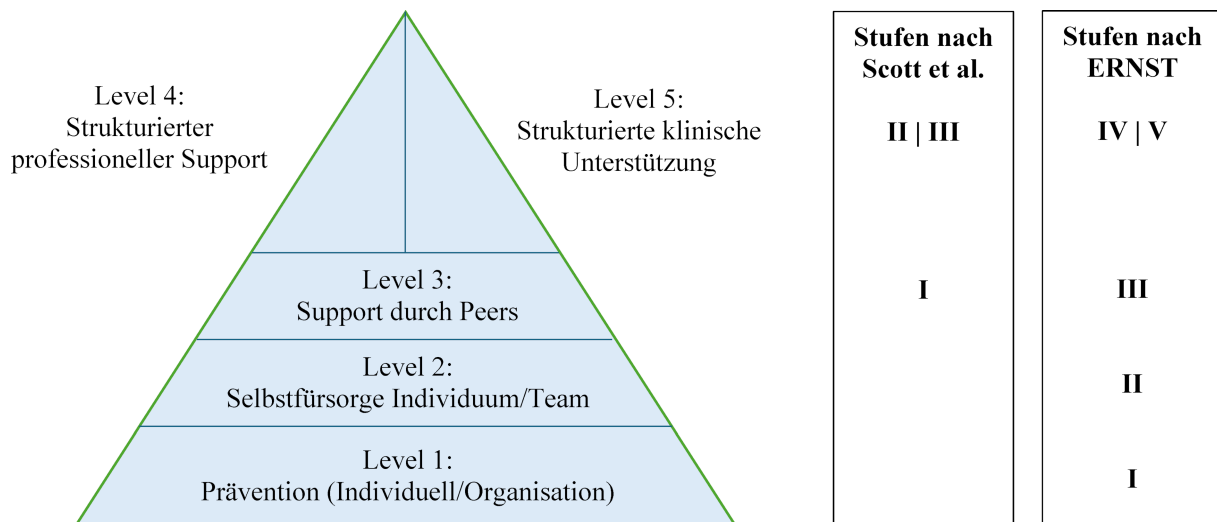 Level 4:
Strukturierter
professioneller Support
Level 5:
Strukturierte klinische
Unterstützung
Level 3:
Support durch Peers
Level 2:
Selbstfürsorge Individuum/Team
Level 1:
Prävention (Individuell/Organisation)
Stufen nach
Scott et al.
II | III
I
Stufen nach
ERNST
IV | V
III
II
I